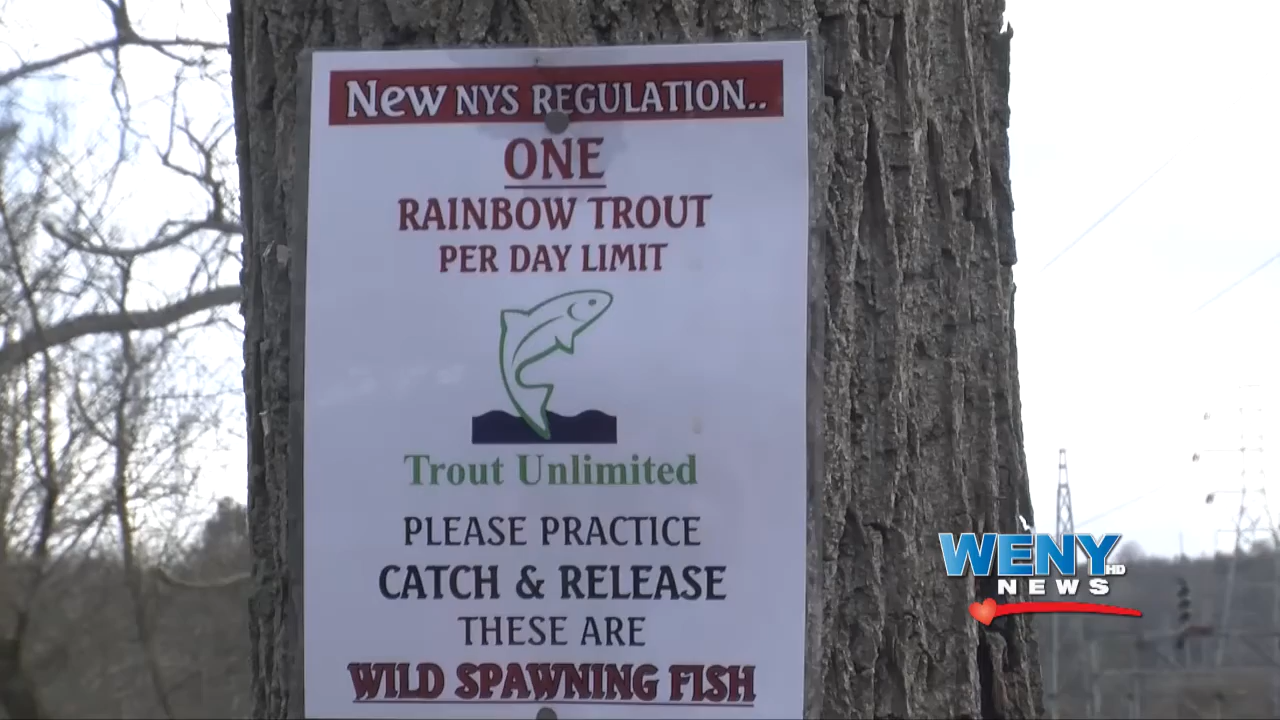 New NYS REGULATION..
ONE
RAINBOW TROUT
PER DAY LIMIT
Trout Unlimited
PLEASE PRACTICE
CATCH & RELEASE
THESE ARE
WILD SPAWNING FISH
WENY HD
NEWS